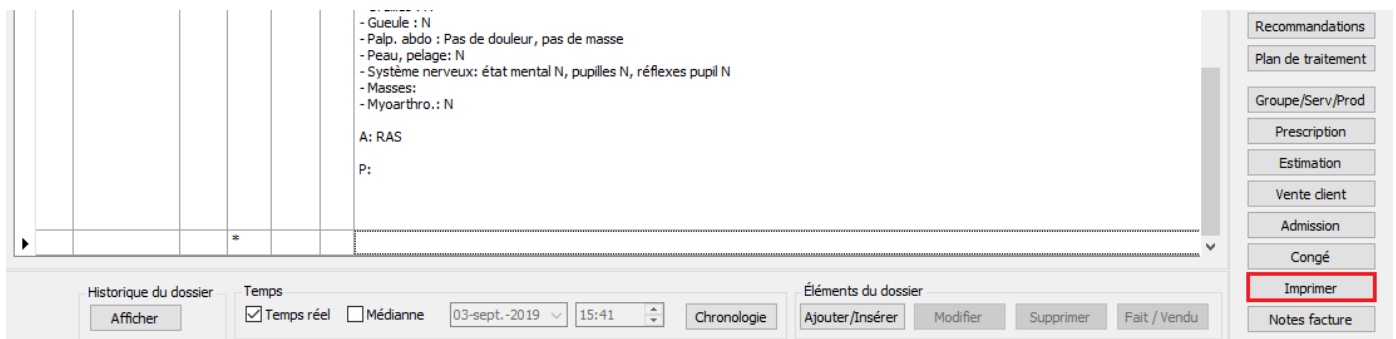 - Gueule : N
- Palp. abdo : Pas de douleur, pas de masse
- Peau, pelage: N
- Système nerveux: état mental N, pupilles N, réflexes pupil N
- Masses:
- Myoarthro.: N
A: RAS
P:
*
Recommandations
Plan de traitement
Groupe/Serv/Prod
Prescription
Estimation
Vente client
Admission
Congé
Imprimer
Notes facture
Historique du dossier
Afficher
Temps
Temps réel
Médianne
03-sept.-2019
15:41
Chronologie
Éléments du dossier
Ajouter/Insérer
Modifier
Supprimer
Fait / Vendu